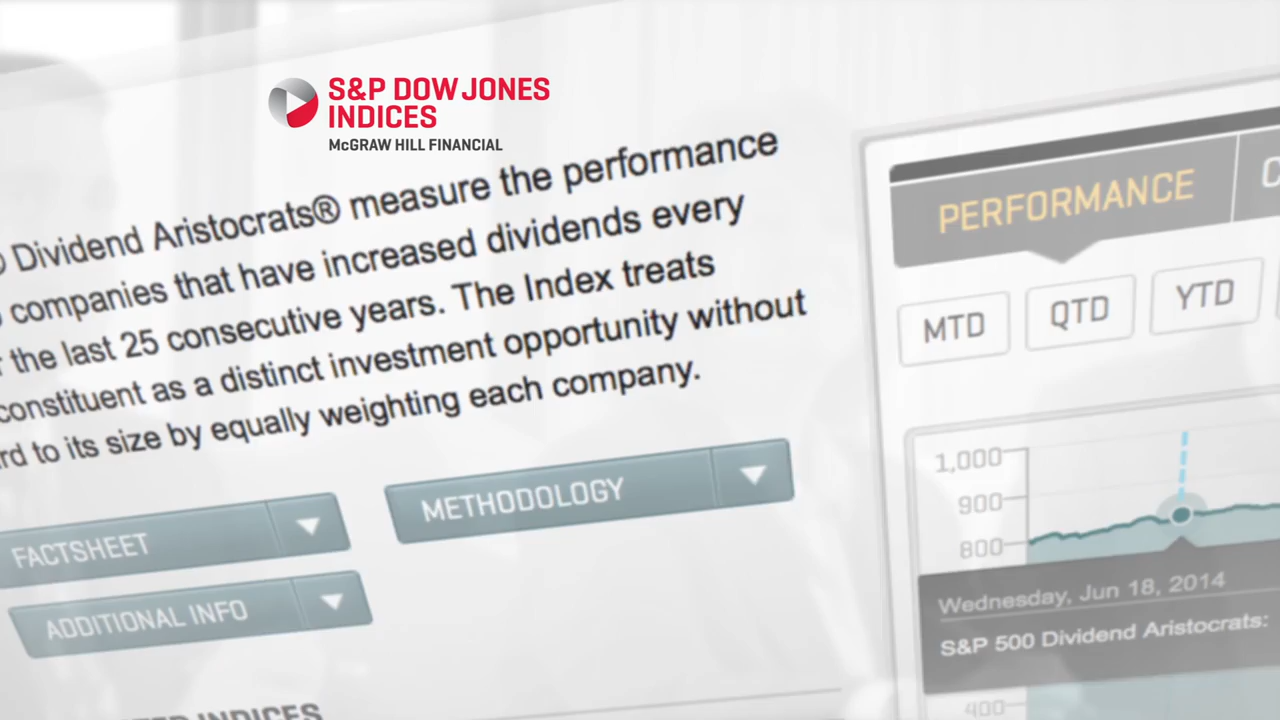 S&P DOW JONES
INDICES
McGRAW HILL FINANCIAL
Dividend Aristocrats® measure the performance
companies that have increased dividends every
the last 25 consecutive years. The Index treats
constituent as a distinct investment opportunity without
to its size by equally weighting each company.
FACTSHEET
METHODOLOGY
ADDITIONAL INFO
INDICES
PERFORMANCE
MTD
QTD
YTD
1,000
900
800
Wednesday, Jun 18, 2014
S&P 500 Dividend Aristocrats:
400